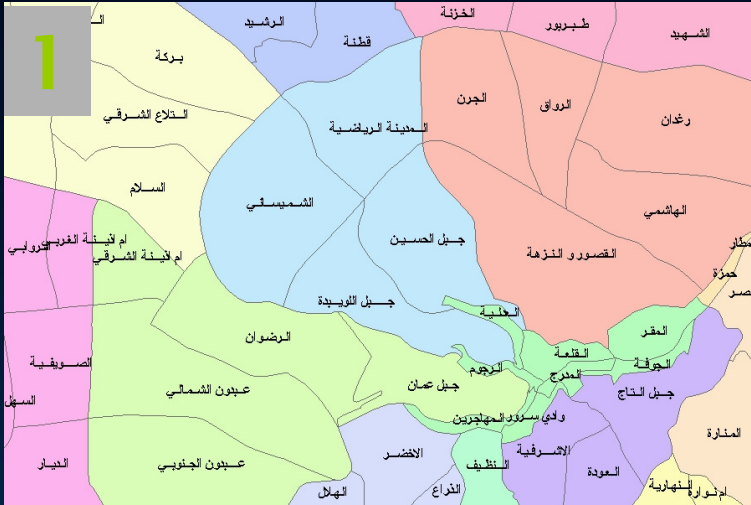 1
الرشيد
قطنة
الخزنة
طبربور
الشهيد
بركة
التلاع الشرقي
السلام
المدينة الرياضية
الجرن
الرواق
رغدان
الشميساني
جبل الحسين
الهاشمي
القصور و النزهة
ام اذينة الغربي
ام اذينة الشرقي
الروابي
حمزة
جبل اللويبدة
العدلية
المقر
الرضوان
القلعة
الجوفة
الرجوم
المدرج
الصويفية
عبدون الشمالي
جبل عمان
جبل التاج
السهل
وادي سرور
المهاجرين
المنارة
الديار
عبدون الجنوبي
الاخضر
النظيف
الاشرفية
العودة
الهلال
الذراع
النهارية
ام نوارة